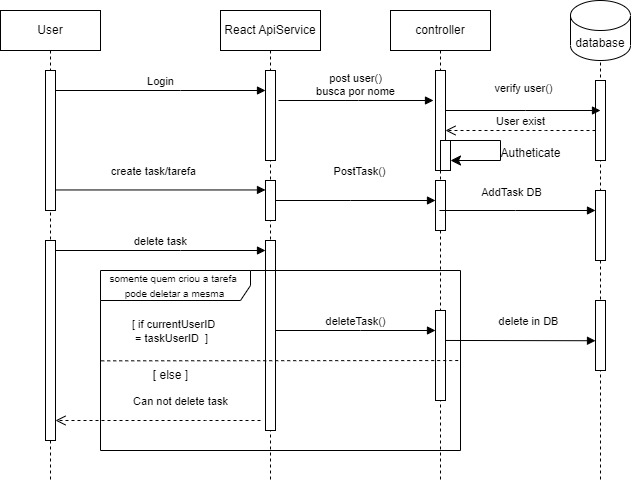 User
React ApiService
controller
database
Login
post user()
busca por nome
verify user()
User exist
Autheticate
create task/tarefa
PostTask()
AddTask DB
delete task
somente quem criou a tarefa
pode deletar a mesma
[ if currentUserID
= taskUserID ]
deleteTask()
delete in DB
[ else ]
Can not delete task